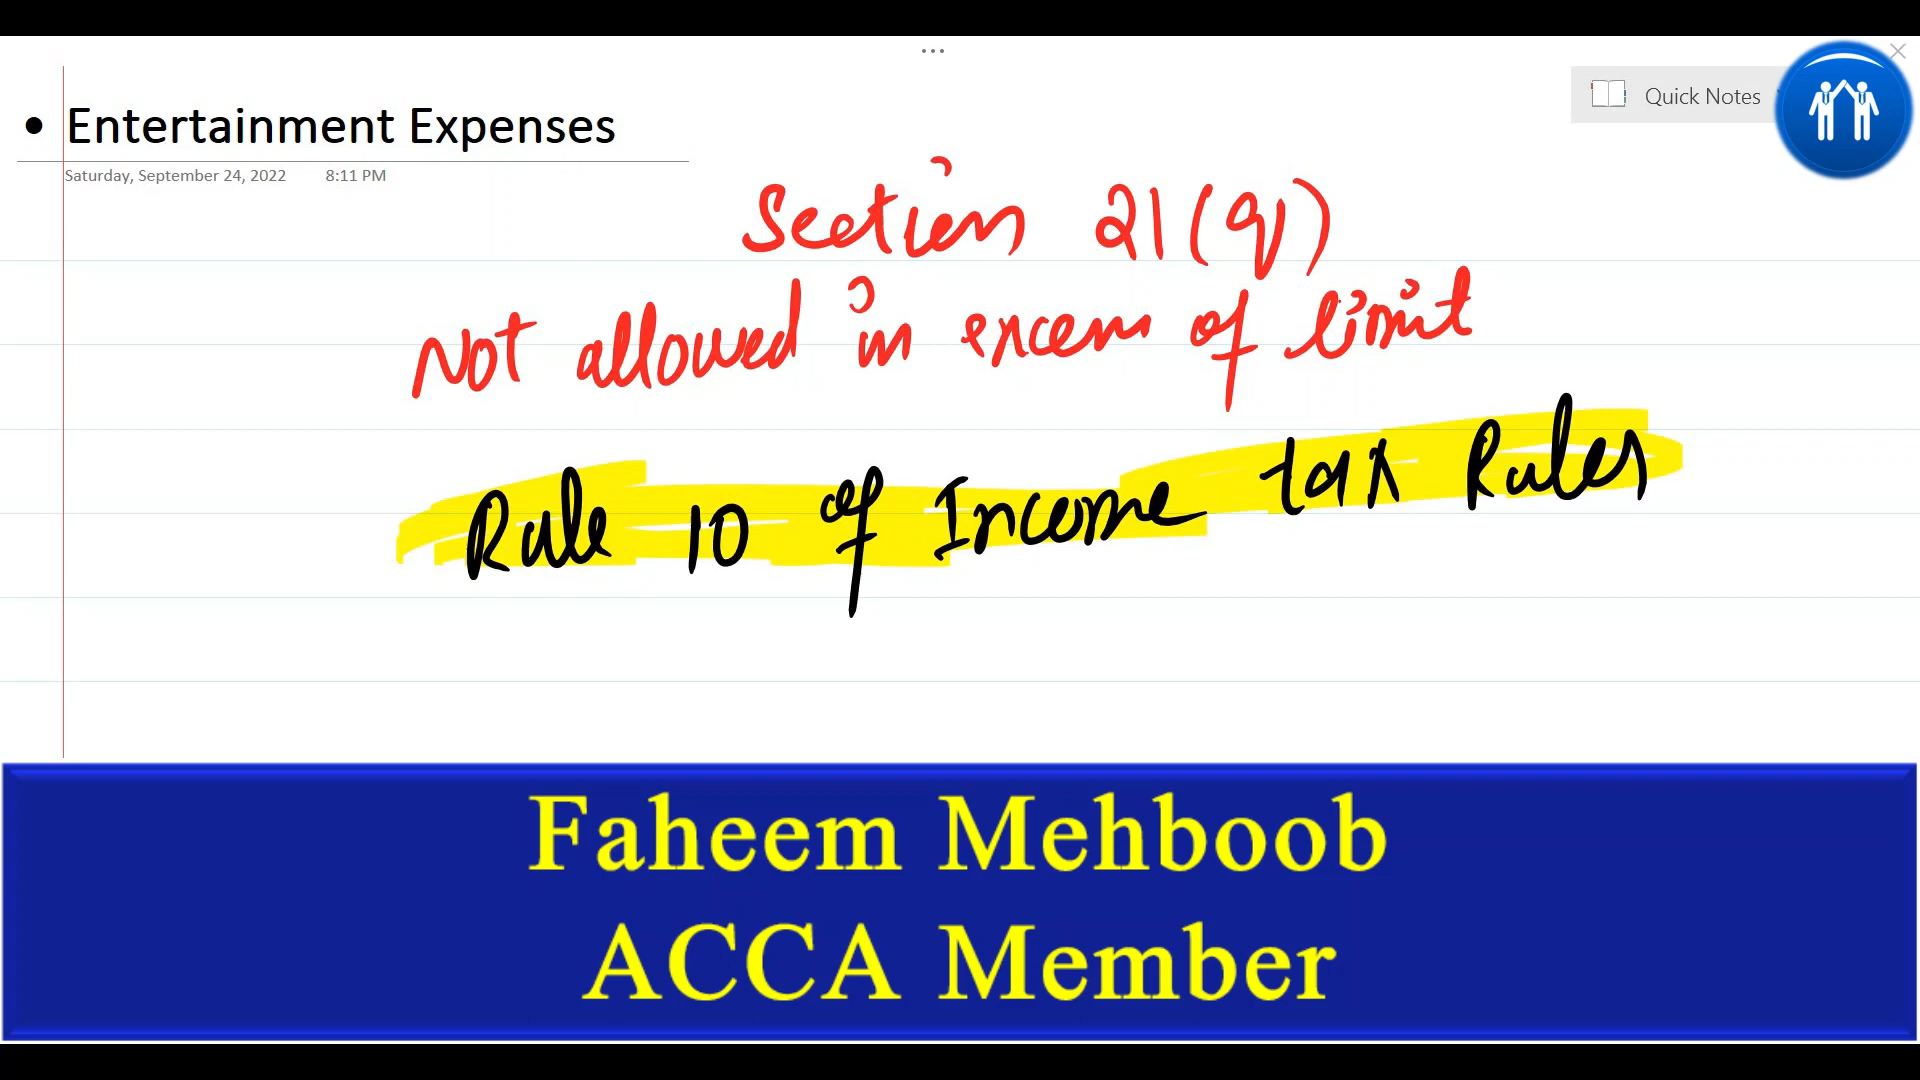 ...
Quick Notes
• Entertainment Expenses
Saturday, September 24, 2022 8:11 PM
Section 21(q)
Not allowed in excess of limit
Rule 10 of Income tax Rules
Faheem Mehboob
ACCA Member